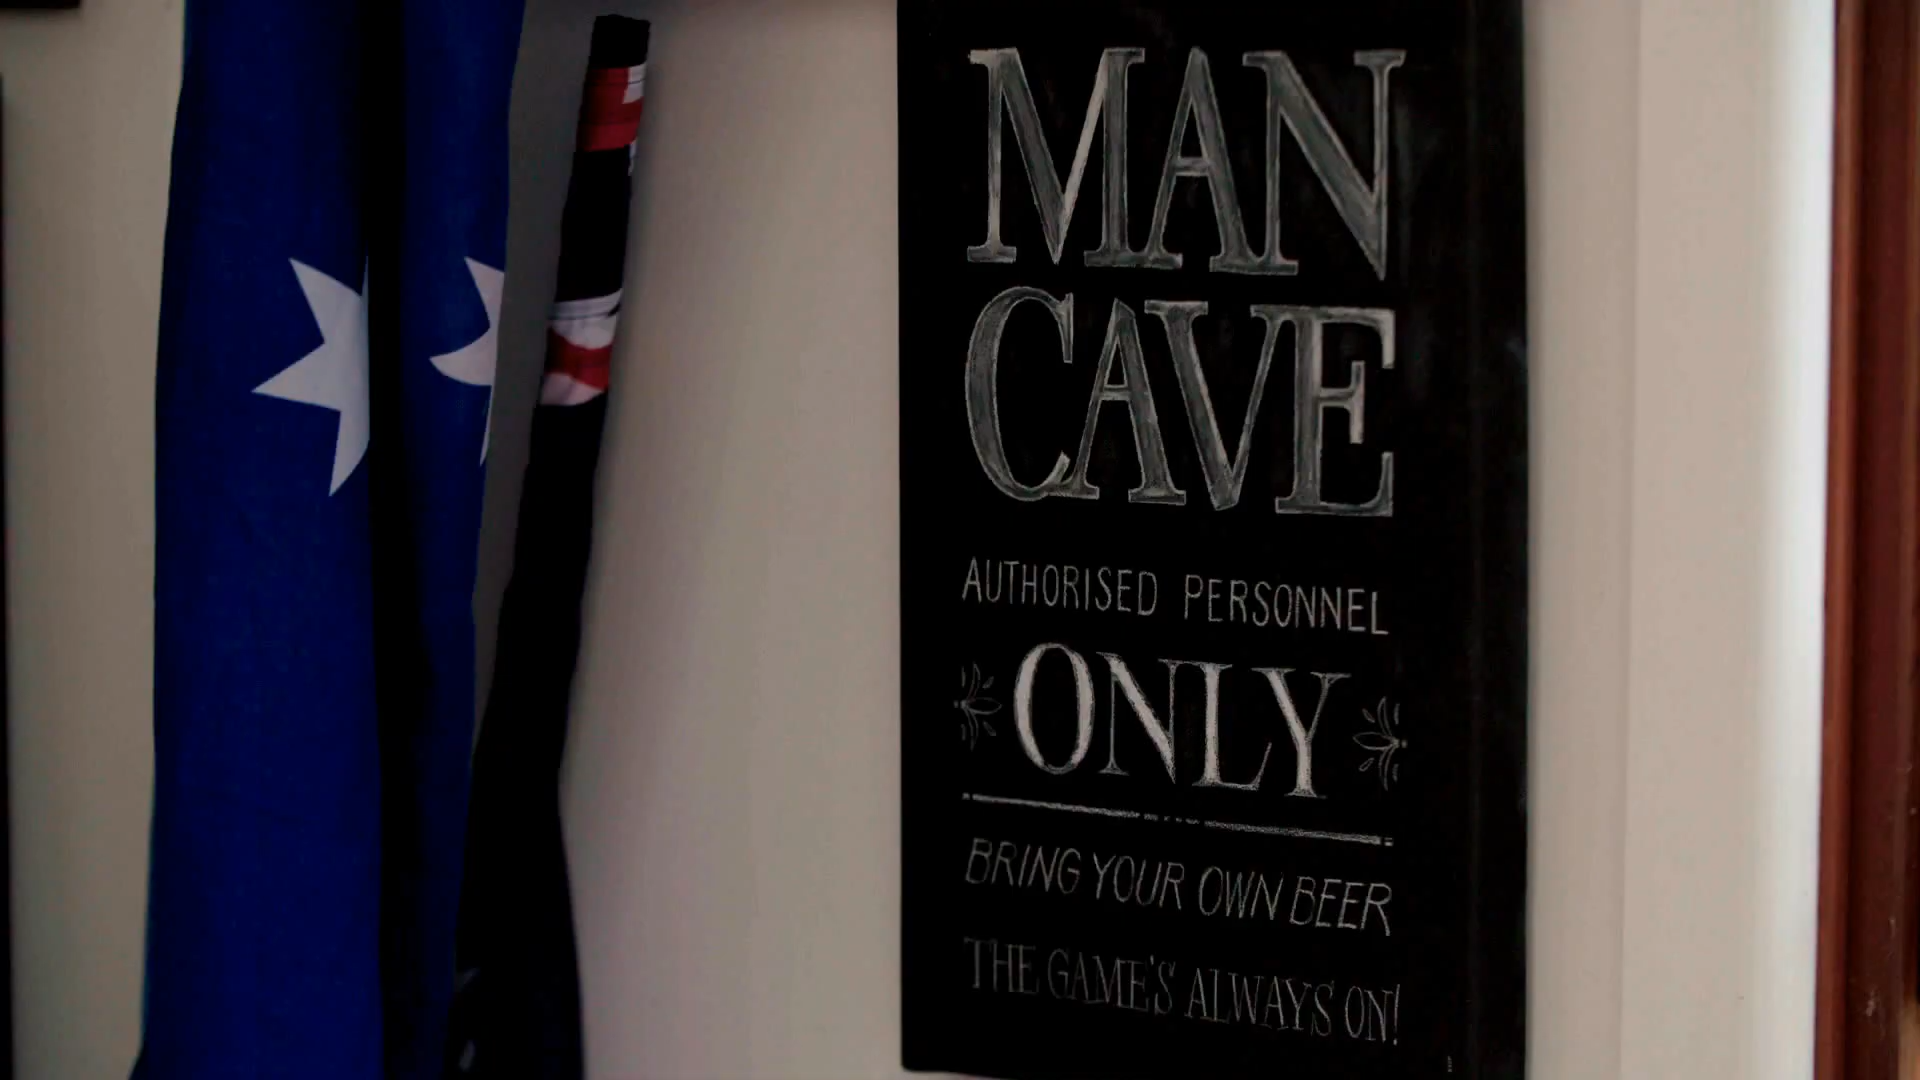 MAN
CAVE
AUTHORISED PERSONNEL
ONLY
BRING YOUR OWN BEER
THE GAME'S ALWAYS ON!